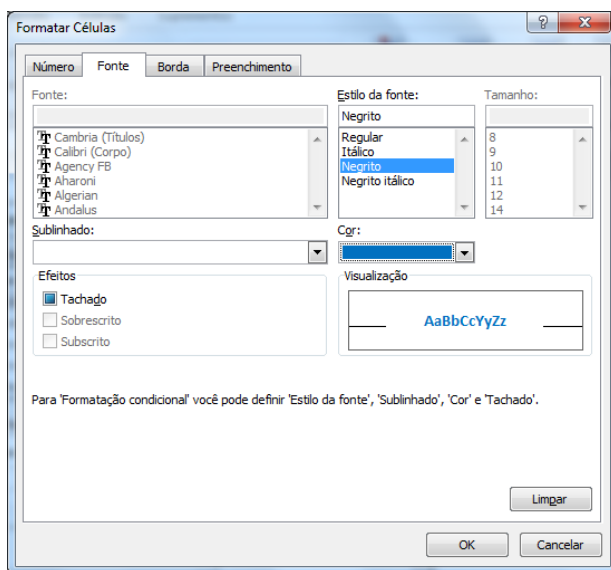 Formatar Células
Número Fonte Borda Preenchimento
Fonte: Estilo da fonte: Tamanho:
Negrito
Cambria (Títulos) Regular 8
Calibri (Corpo) Itálico 9
Agency FB Negrito 10
Aharoni Negrito itálico 11
Algerian 12
Andalus 14
Sublinhado: Cor:
Efeitos Visualização
Tachado
Sobrescrito AaBbCcYyZz
Subscrito
Para 'Formatação condicional' você pode definir 'Estilo da fonte', 'Sublinhado', 'Cor' e 'Tachado'.
Limpar
OK Cancelar